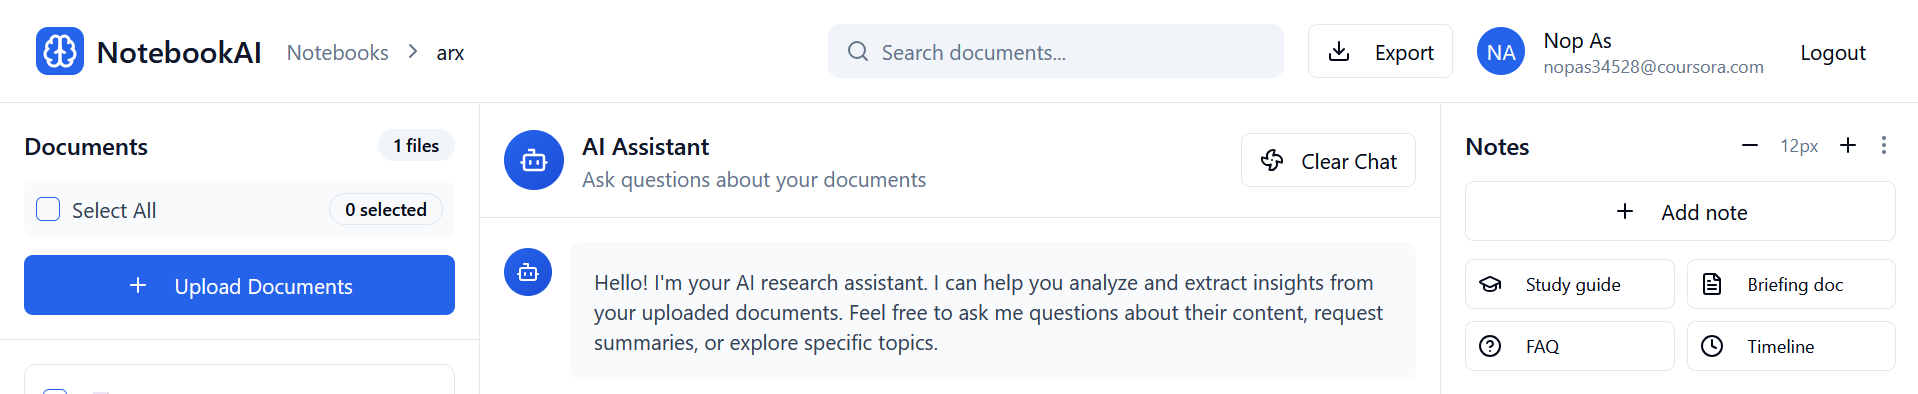 NotebookAI
Notebooks > arx
Search documents...
Export
NA
Nop As
nopas34528@coursora.com
Logout
Documents
1 files
Select All
0 selected
Upload Documents
AI Assistant
Ask questions about your documents
Clear Chat
Hello! I'm your AI research assistant. I can help you analyze and extract insights from
your uploaded documents. Feel free to ask me questions about their content, request
summaries, or explore specific topics.
Notes
12px
Add note
Study guide
Briefing doc
FAQ
Timeline